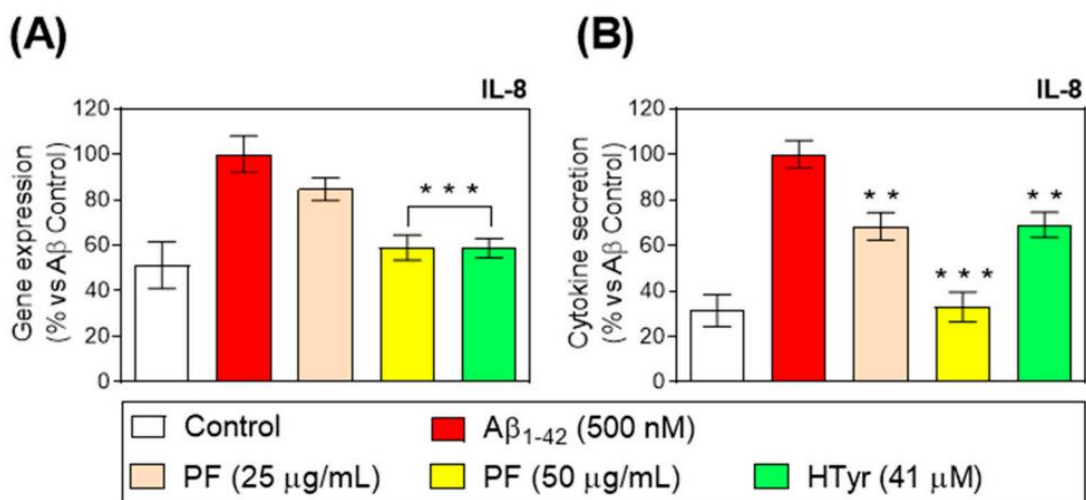 (A)
IL-8
Gene expression
(% vs Aβ Control)
120
100
80
60
40
20
0
* * *
(B)
IL-8
Cytokine secretion
(% vs Aβ Control)
120
100
80
60
40
20
0
* *
* * *
* *
Control
Aβ1-42 (500 nM)
PF (25 μg/mL)
PF (50 μg/mL)
HTyr (41 μM)